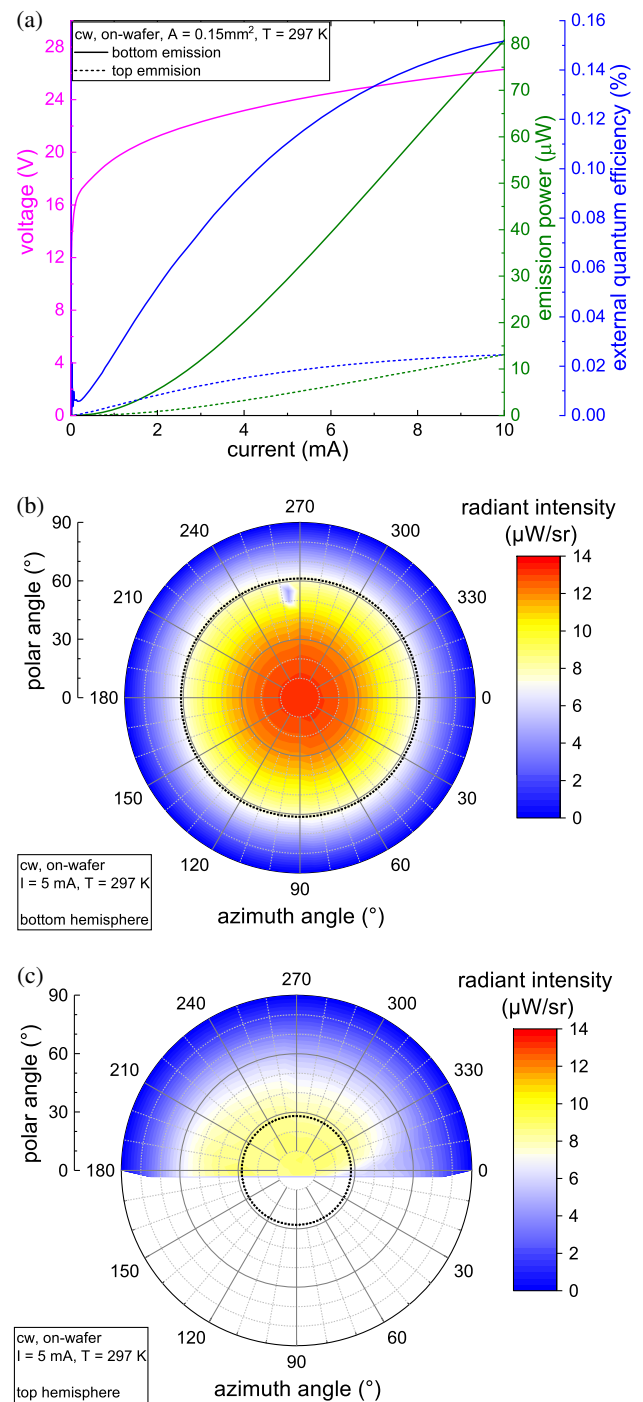 (a)
cw, on-wafer, A = 0.15mm², T = 297 K
bottom emission
top emmision
voltage (V)
28
24
20
16
12
8
4
0
emission power (µW)
80
70
60
50
40
30
20
10
0
external quantum efficiency (%)
0.16
0.14
0.12
0.10
0.08
0.06
0.04
0.02
0.00
0 2 4 6 8 10
current (mA)
(b)
polar angle (°)
90
60
30
0
270
240 300
210 330
180 0
150 30
120 60
90
azimuth angle (°)
radiant intensity
(µW/sr)
14
12
10
8
6
4
2
0
cw, on-wafer
I = 5 mA, T = 297 K
bottom hemisphere
(c)
polar angle (°)
90
60
30
0
270
240 300
210 330
180 0
150 30
120 60
90
azimuth angle (°)
radiant intensity
(µW/sr)
14
12
10
8
6
4
2
0
cw, on-wafer
I = 5 mA, T = 297 K
top hemisphere